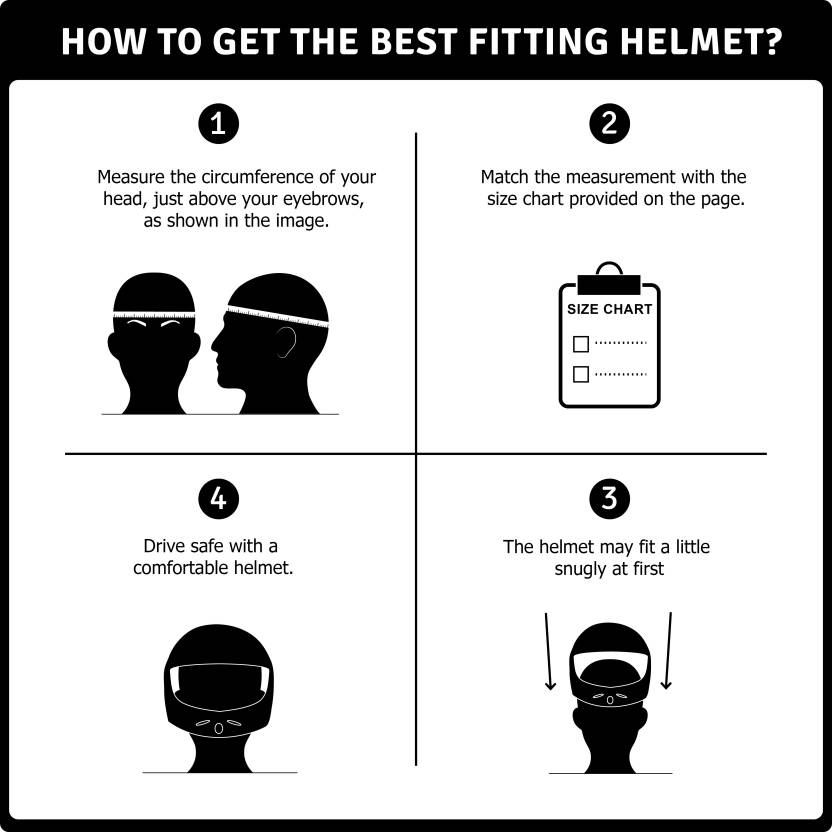 HOW TO GET THE BEST FITTING HELMET?
1
Measure the circumference of your
head, just above your eyebrows,
as shown in the image.
2
Match the measurement with the
size chart provided on the page.
SIZE CHART
4
Drive safe with a
comfortable helmet.
3
The helmet may fit a little
snugly at first